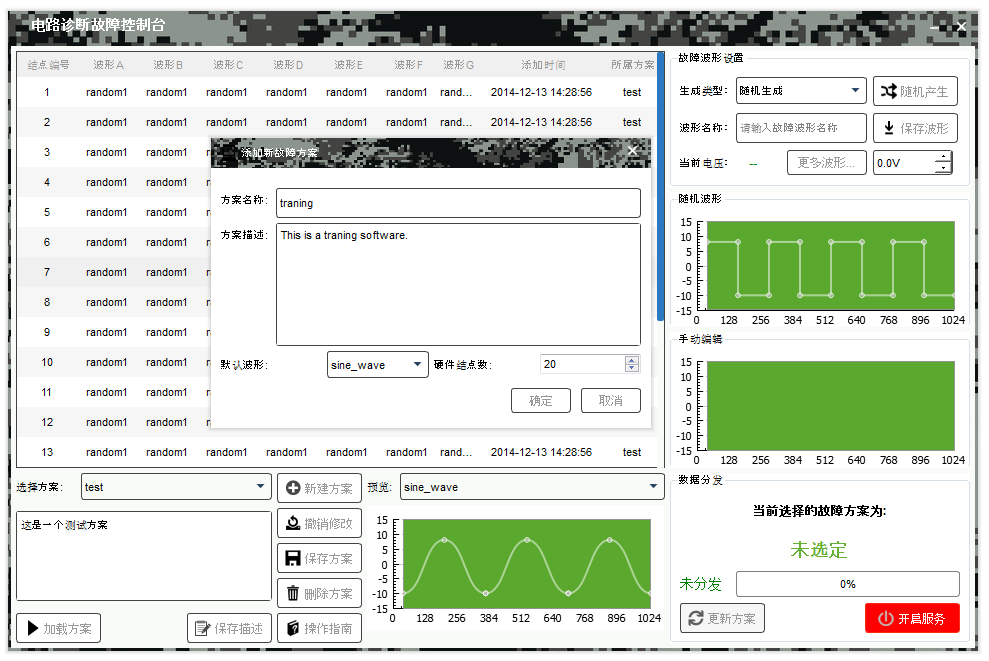 电路诊断故障控制台
结点编号 波形A 波形B 波形C 波形D 波形E 波形F 波形G 添加时间 所属方案
1 random1 random1 random1 random1 random1 random1 rand... 2014-12-13 14:28:56 test
2 random1 random1 random1 random1 random1 random1 rand... 2014-12-13 14:28:56 test
3 random1 random1
4 random1 random1
5 random1 random1
6 random1 random1
7 random1 random1
8 random1 random1
9 random1 random1
10 random1 random1
11 random1 random1
12 random1 random1
13 random1 random1 random1 random1 random1 random1 rand... 2014-12-13 14:28:56 test
添加新故障方案
方案名称: traning
方案描述: This is a traning software.
默认波形: sine_wave 硬件结点数: 20
确定 取消
选择方案: test
新建方案
这是一个测试方案
撤销修改
保存方案
删除方案
加载方案 保存描述 操作指南
预览: sine_wave
15
10
5
0
-5
-10
-15
0 128 256 384 512 640 768 896 1024
故障波形设置
生成类型: 随机生成 随机产生
波形名称: 请输入故障波形名称 保存波形
当前电压: -- 更多波形... 0.0V
随机波形
15
10
5
0
-5
-10
-15
0 128 256 384 512 640 768 896 1024
手动编辑
15
10
5
0
-5
-10
-15
0 128 256 384 512 640 768 896 1024
数据分发
当前选择的故障方案为:
未选定
未分发 0%
更新方案 开启服务